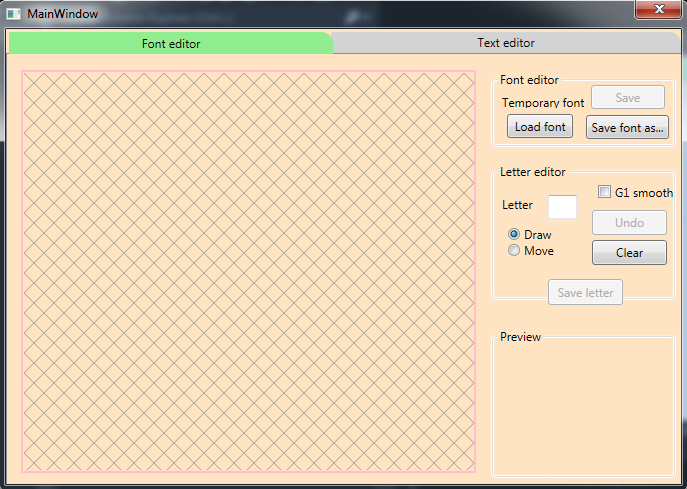 MainWindow
Font editor
Text editor
Font editor
Temporary font
Save
Load font
Save font as...
Letter editor
G1 smooth
Letter
Undo
Draw
Move
Clear
Save letter
Preview